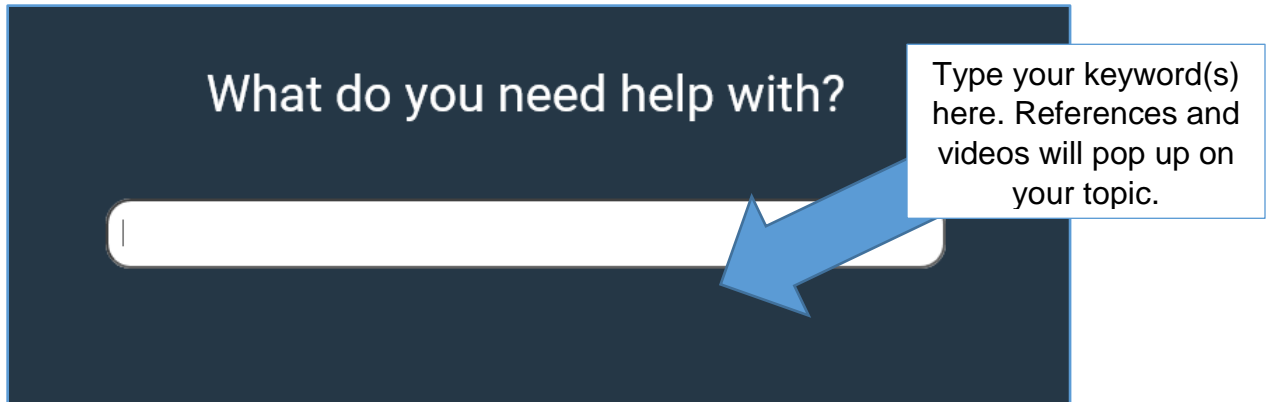 What do you need help with?
Type your keyword(s)
here. References and
videos will pop up on
your topic.